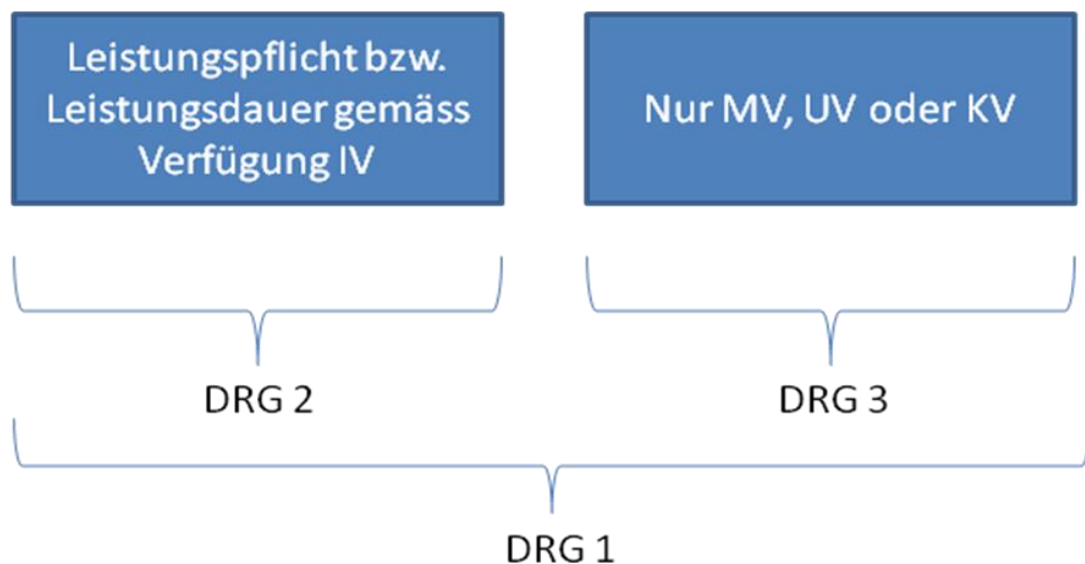 Leistungspflicht bzw.
Leistungsdauer gemäss
Verfügung IV
Nur MV, UV oder KV
DRG 2
DRG 3
DRG 1